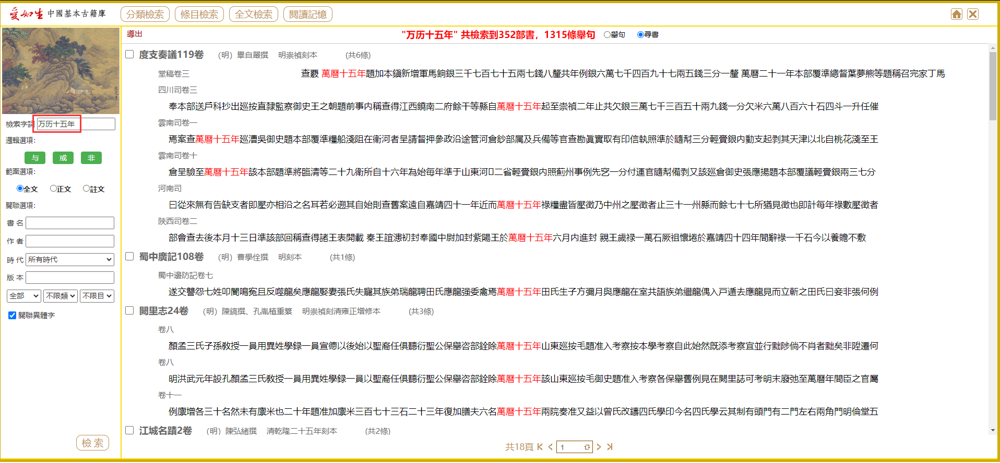 愛如生 中國基本古籍庫 分類檢索 條目檢索 全文檢索 閱讀記憶
導出 "万历十五年" 共檢索到352部書，1315條舉句 舉句 尋書
檢索字詞 万历十五年
邏輯選項：
与 或 非
範圍選項：
全文 正文 註文
關聯選項：
書名
作者
時代 所有時代
版本
全部 不限類 不限目
關聯異體字
檢索
度支奏議119卷 （明）畢自嚴撰 明崇禎刻本 (共6條)
堂稿卷三 查覈 萬曆十五年題加本鎭新增軍馬餉銀三千七百七十五兩七錢八釐共年例銀六萬七千四百九十七兩五錢三分一釐 萬曆二十一年本部覆準總督葉夢熊等題稱召完家丁馬
四川司卷三
奉本部送戶科抄出廵按直隸監察御史王之朝題前事内稱查得江西饒南二府餘干等縣自萬曆十五年起至崇禎二年止共欠銀三萬七千三百五十兩九錢一分欠米六萬八百六十石四斗一升任催
雲南司卷一
焉案查萬曆十五年廵漕吳御史題本部覆準糧船淺阻在衛河者呈請督押參政沿途管河倉鈔部属及兵備等官查勘眞實取有印信執照準於隨幇三分輕賫銀内動支起剥其天津以北自桃花淺至王
雲南司卷十
倉呈驗至萬曆十五年該本部題準將臨清等二十九衛所自十六年為始每年準于山東河二省輕賫銀内照薊州事例先一分付運官隨幇備剥又該廵倉御史張應揚題本部覆議輕賫銀兩三七分
河南司
曰從來無有告缺支者即壓亦相沿之名耳若必遡其自始則查舊案遠自嘉靖四十一年近而萬曆十五年祿糧盡皆壓徴乃中州之壓徴者止三十一州縣而餘七十七所猶見徴也即計每年祿數壓徴者
陝西司卷二
部會查去後本月十三日準該部回稱查得諸王表開載 秦王誼漶初封奉國中尉加封紫陽王於萬曆十五年六月内進封 親王歲禄一萬石厥祖懷埢於嘉靖四十四年間辭禄一千石今以養贍不敷
蜀中廣記108卷 （明）曹學佺撰 明刻本 (共1條)
蜀中邊防記卷七
遂交讐怨七姓叩闇鳴寃且反噬龍矣應龍娶妻張氏失寵其族弟瑞龍聘田氏應龍强委禽焉萬曆十五年田氏生子方彌月與應龍在室共語族弟繼龍偶入戸遁去應龍見而立斬之田氏曰妾非張何例
闕里志24卷 （明）陳鎬撰、孔胤植重纂 明崇禎刻清雍正增修本 (共3條)
卷八
顏孟三氏子孫敎授一員用異姓學録一員宣德以後始以聖裔任俱聽衍聖公保舉咨部銓除萬曆十五年山東廵按毛題准入考察按本學考察自此始然旣添考察宜並行黜陟倘不肖者黜矣非陞遷何
卷八
明洪武元年設孔顏孟三氏敎授一員用異姓學録一員以聖裔任俱聽衍聖公保舉咨部銓除萬曆十五年該山東廵按毛御史題准入考察各保舉舊例見在闕里誌可考明末廢弛至萬曆年間臣之官屬
卷十一
例廪增各三十名然未有廪米也二十年題准加廪米三百七十三石二十三年復加膳夫六名萬曆十五年兩院奏准又益以曾氏改鑄四氏學印今名四氏學云其制有頭門有二門左右兩角門明倫堂五
江城名蹟2卷 （明）陳弘緒撰 清乾隆二十五年刻本 (共2條)
共18頁 1